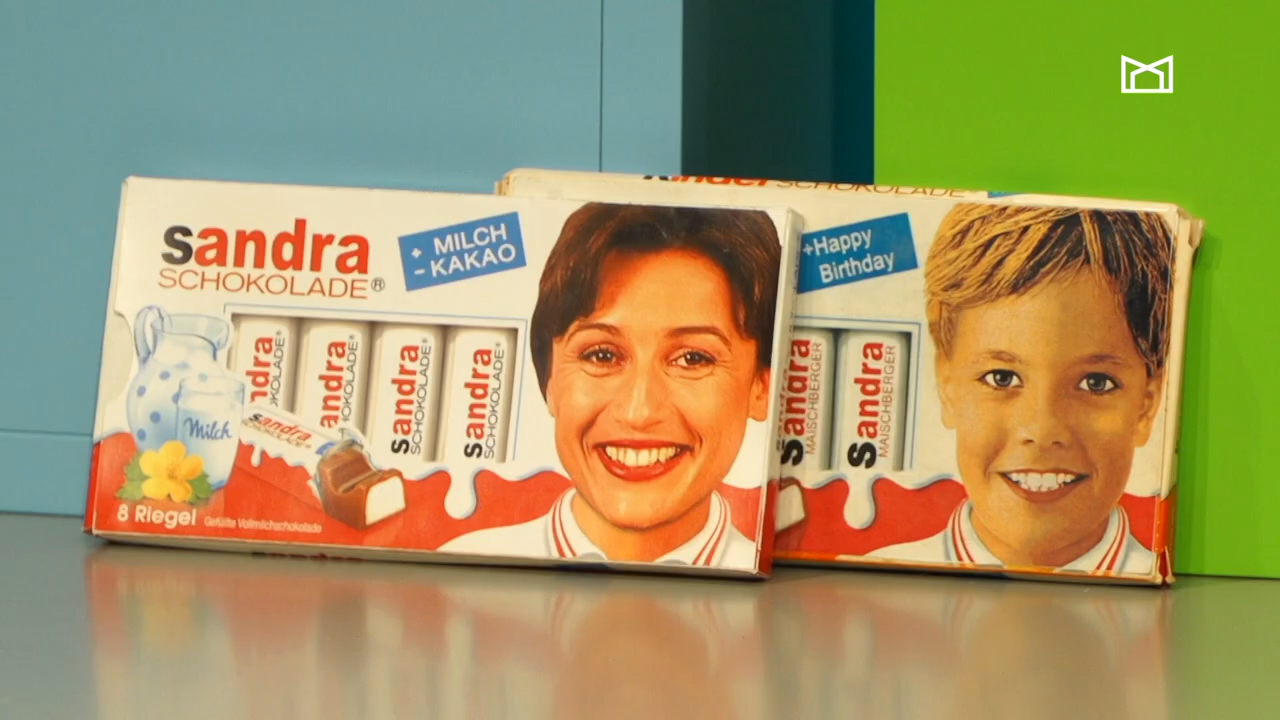 sandra
SCHOKOLADE®
+ MILCH
- KAKAO
sandra
SCHOKOLADE®
sandra
SCHOKOLADE®
sandra
SCHOKOLADE®
Milch
sandra
SCHOKOLADE®
8 Riegel Gefüllte Vollmilchschokolade
kinder SCHOKOLADE®
+Happy
Birthday
sandra
MAISCHBERGER
sandra
MAISCHBERGER